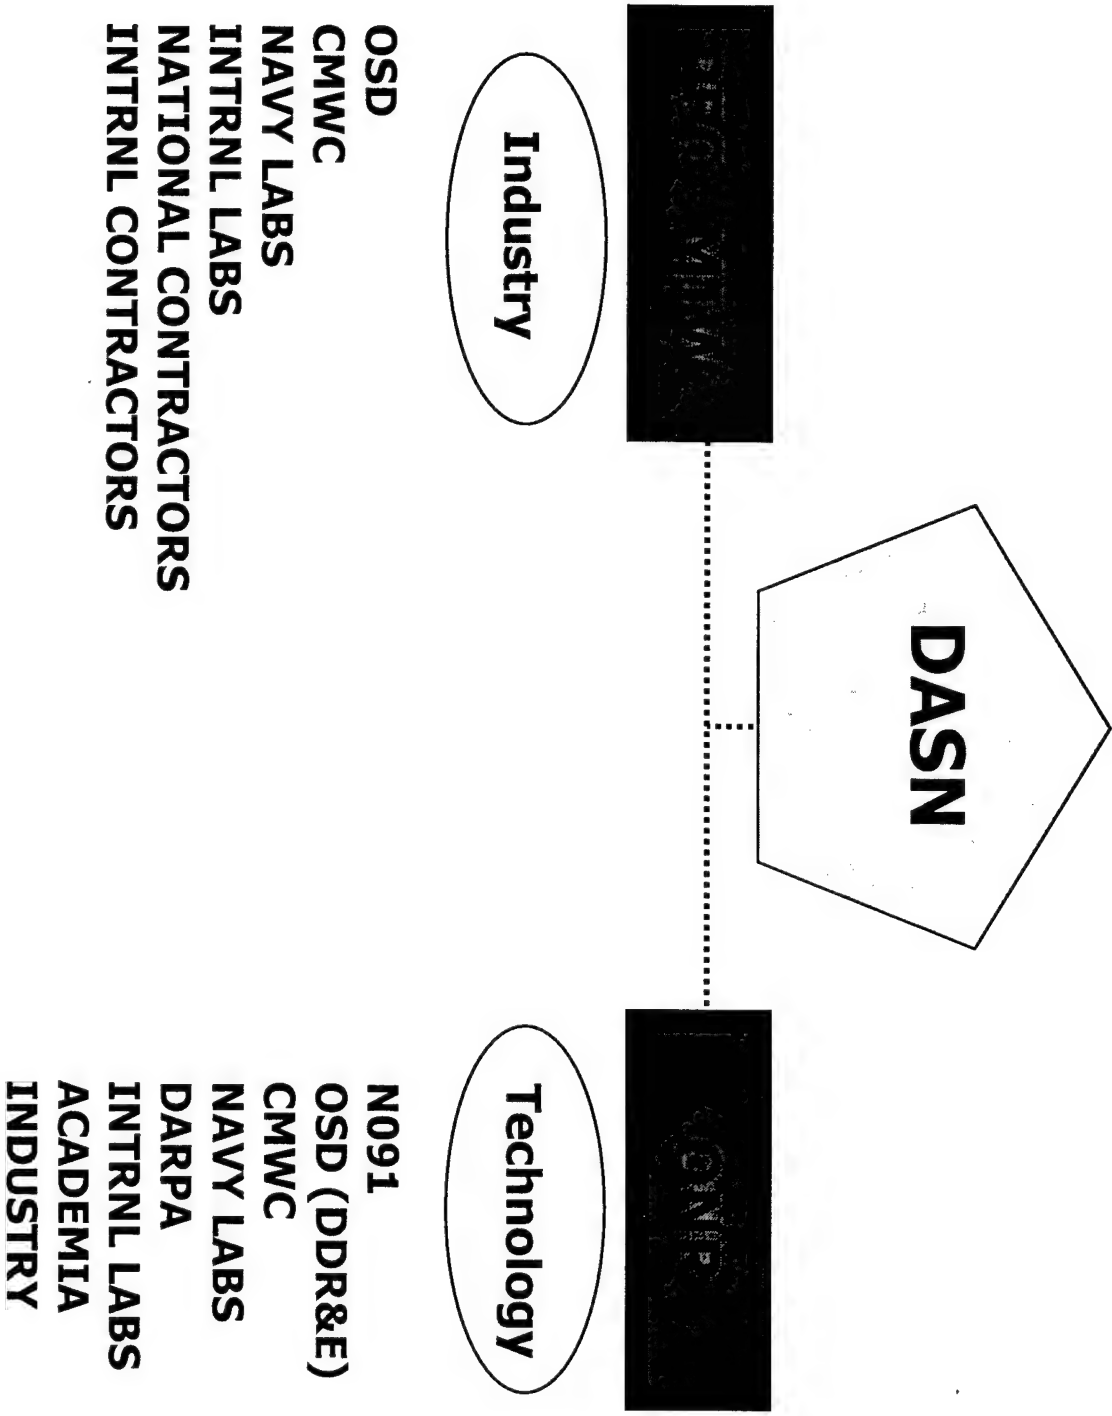 DASN
ONR
Industry
Technology
OSD
CMWC
NAVY LABS
INTRNL LABS
NATIONAL CONTRACTORS
INTRNL CONTRACTORS
N091
OSD (DDR&E)
CMWC
NAVY LABS
DARPA
INTRNL LABS
ACADEMIA
INDUSTRY